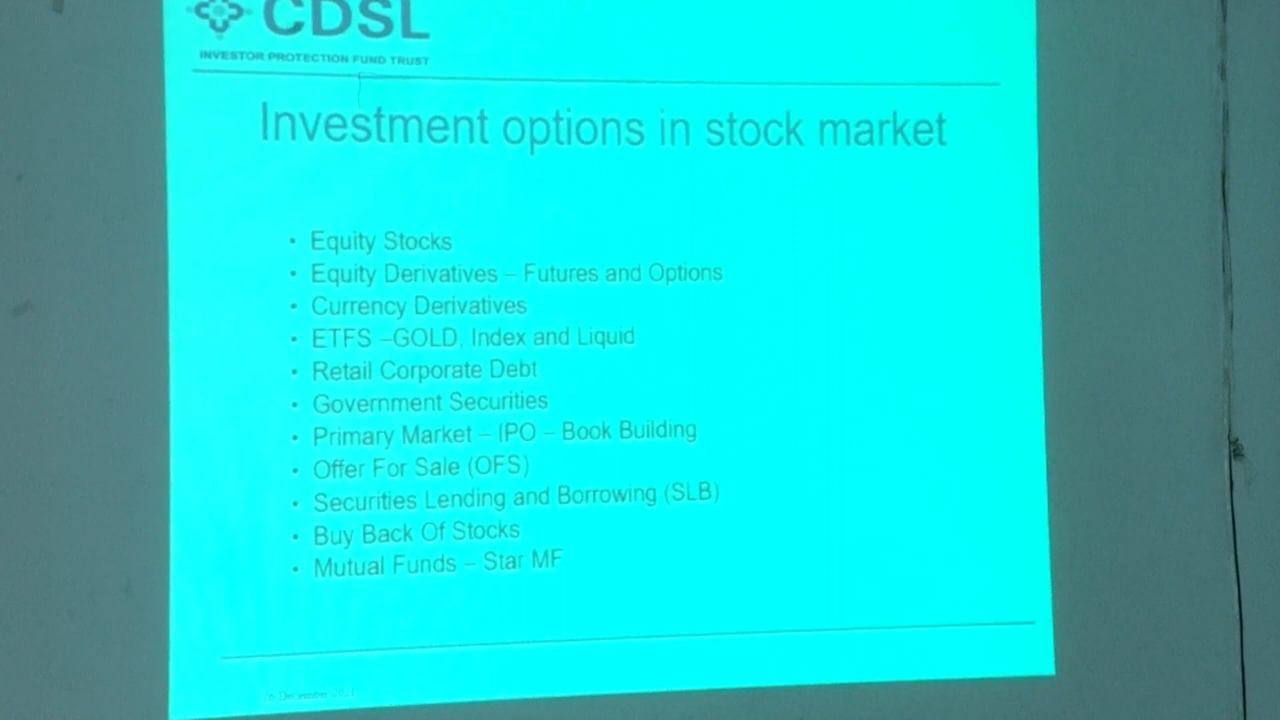 CDSL
INVESTOR PROTECTION FUND TRUST
Investment options in stock market
• Equity Stocks
• Equity Derivatives – Futures and Options
• Currency Derivatives
• ETFS –GOLD, Index and Liquid
• Retail Corporate Debt
• Government Securities
• Primary Market – IPO – Book Building
• Offer For Sale (OFS)
• Securities Lending and Borrowing (SLB)
• Buy Back Of Stocks
• Mutual Funds – Star MF
December